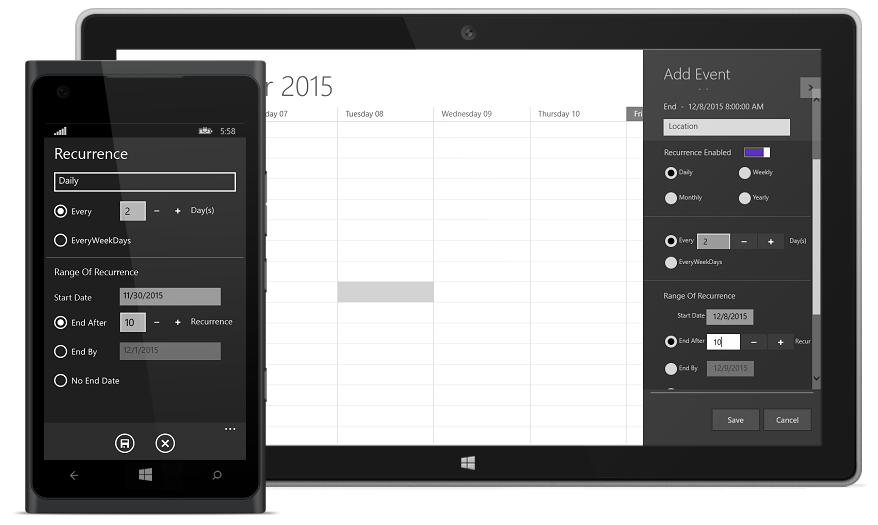 5:58
Recurrence
Daily
Every 2 − + Day(s)
EveryWeekDays
Range Of Recurrence
Start Date 11/30/2015
End After 10 − + Recurrence
End By 12/1/2015
No End Date
...
r 2015
day 07 Tuesday 08 Wednesday 09 Thursday 10 Fri
Add Event
End - 12/8/2015 8:00:00 AM
Location
Recurrence Enabled
Daily Weekly
Monthly Yearly
Every 2 − + Day(s)
EveryWeekDays
Range Of Recurrence
Start Date 12/8/2015
End After 10 − + Recur
End By 12/9/2015
Save Cancel